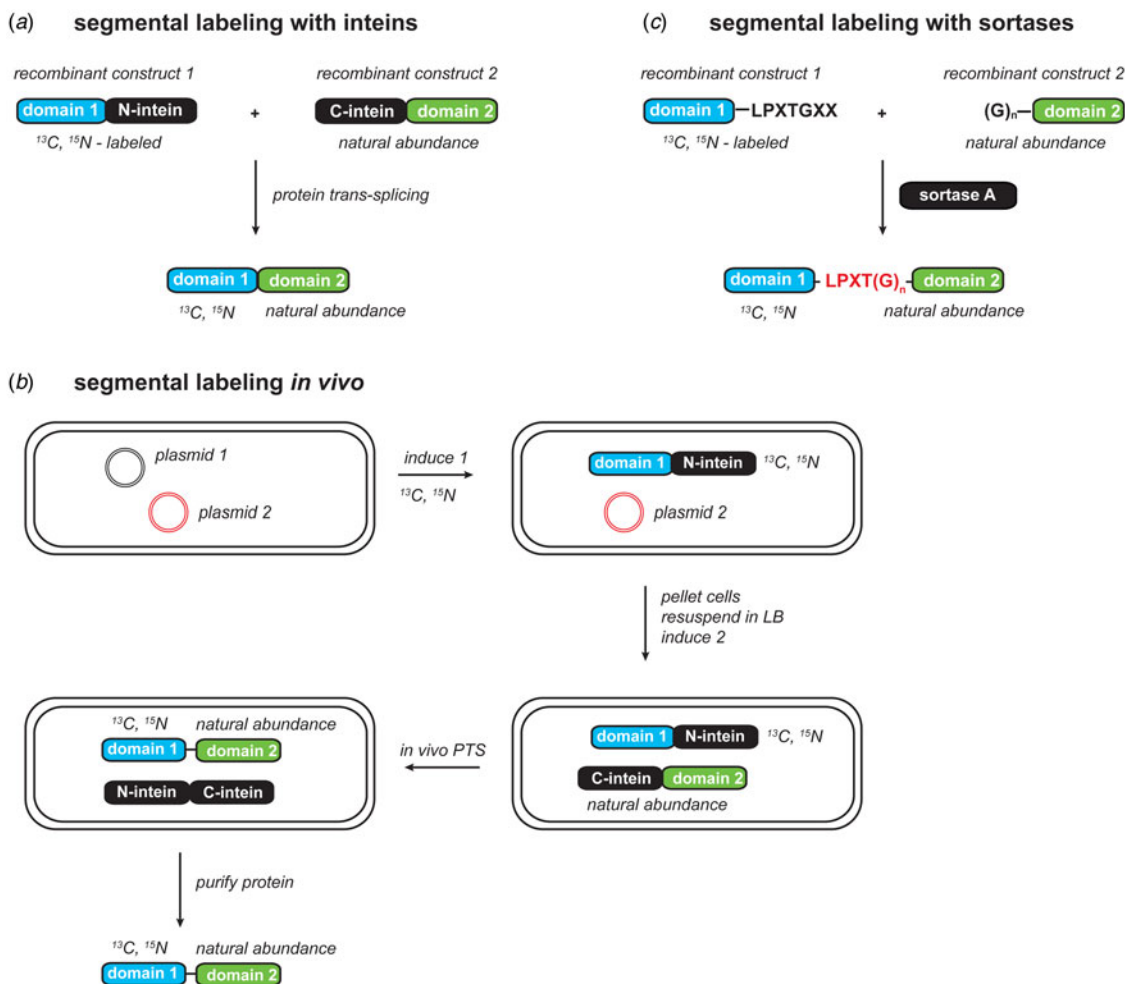 (a) segmental labeling with inteins
recombinant construct 1
recombinant construct 2
domain 1 N-intein + C-intein domain 2
¹³C, ¹⁵N - labeled
natural abundance
protein trans-splicing
domain 1 domain 2
¹³C, ¹⁵N natural abundance
(c) segmental labeling with sortases
recombinant construct 1
recombinant construct 2
domain 1 –LPXTGXX + (G)ₙ– domain 2
¹³C, ¹⁵N - labeled
natural abundance
sortase A
domain 1 - LPXT(G)ₙ- domain 2
¹³C, ¹⁵N
natural abundance
(b) segmental labeling in vivo
plasmid 1
plasmid 2
induce 1
¹³C, ¹⁵N
domain 1 N-intein ¹³C, ¹⁵N
plasmid 2
pellet cells
resuspend in LB
induce 2
domain 1 N-intein ¹³C, ¹⁵N
C-intein domain 2
natural abundance
in vivo PTS
¹³C, ¹⁵N natural abundance
domain 1 domain 2
N-intein C-intein
purify protein
¹³C, ¹⁵N natural abundance
domain 1 domain 2